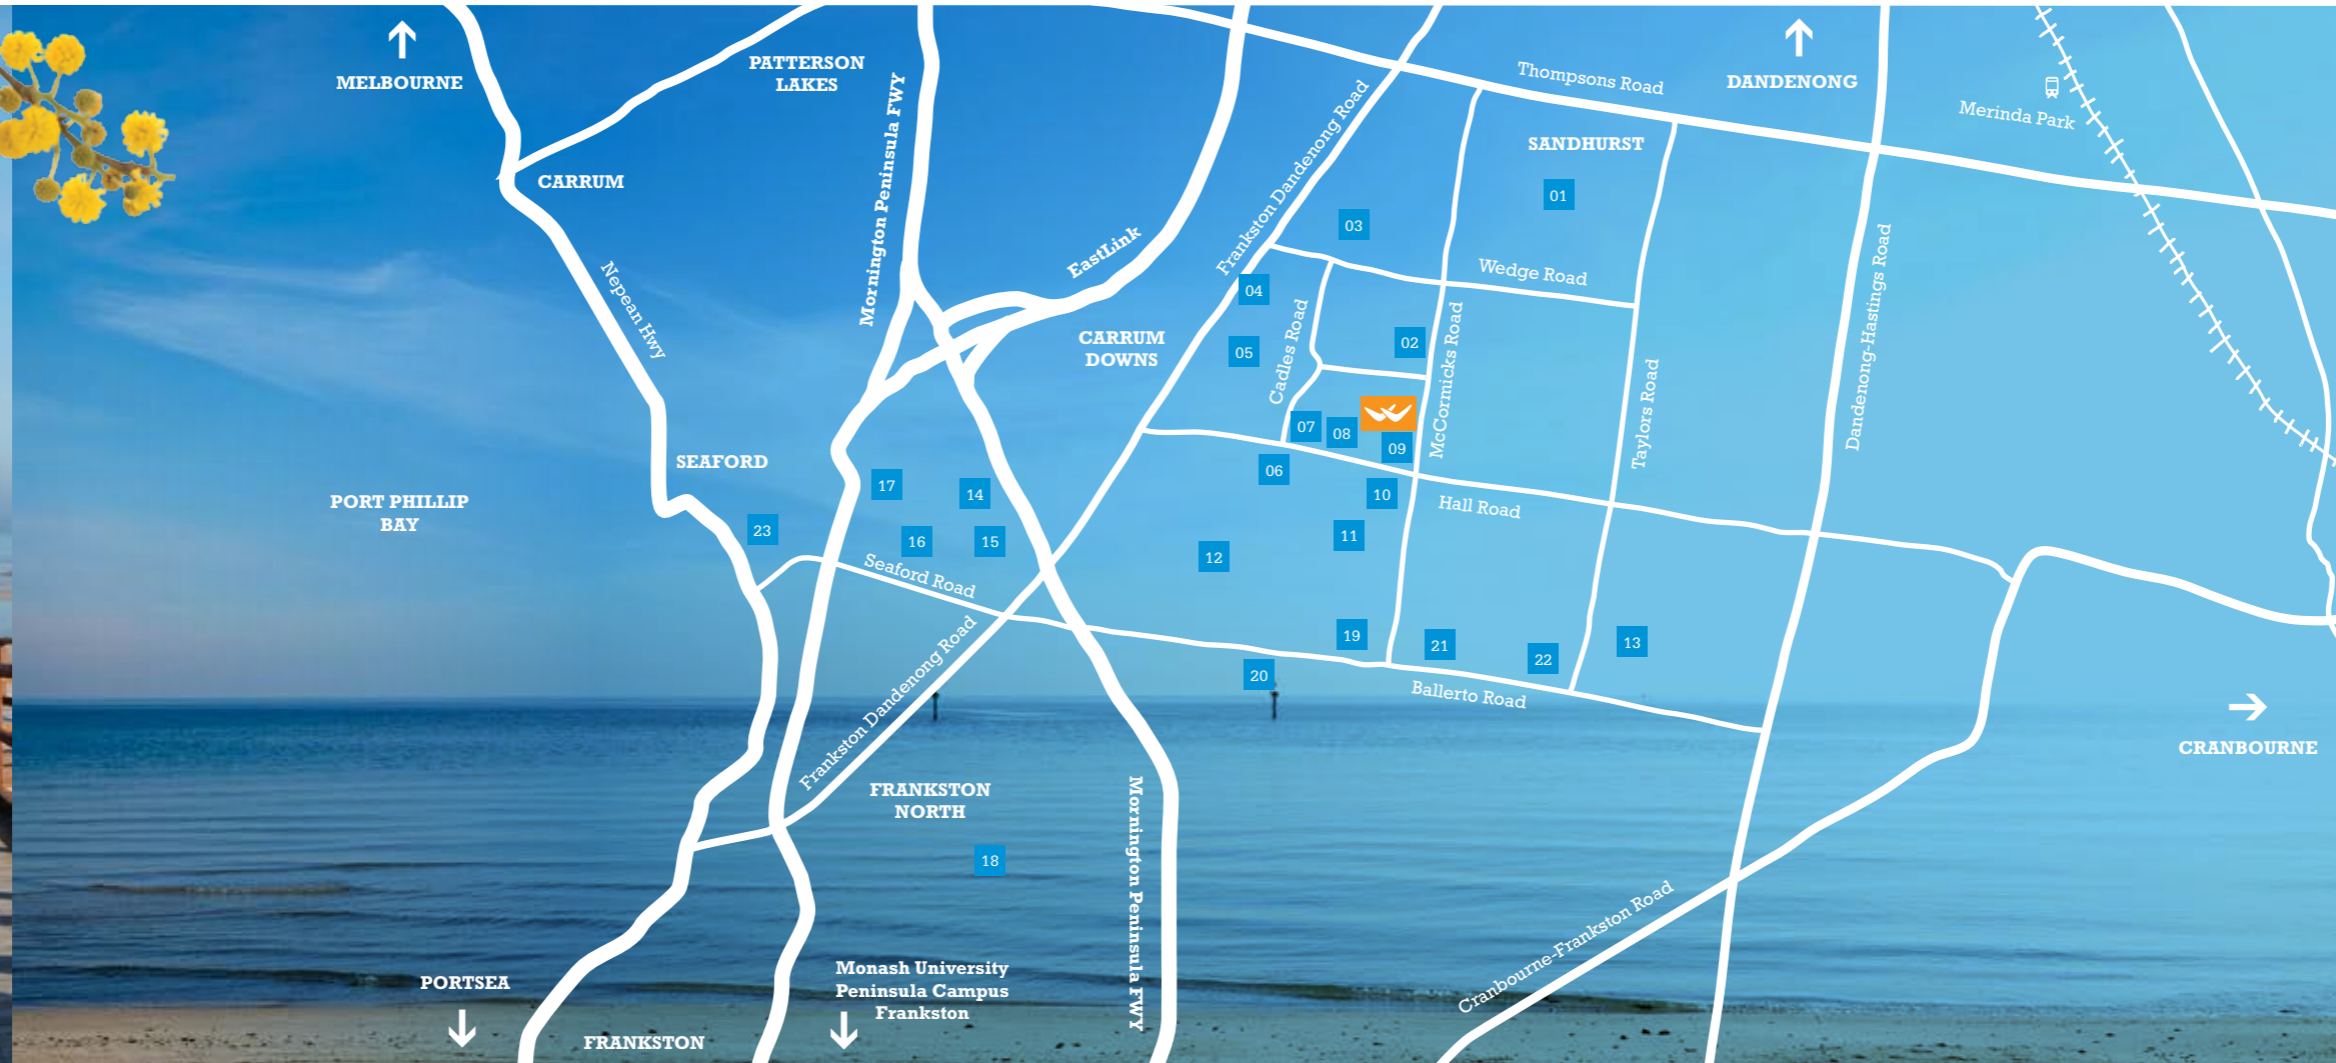 MELBOURNE
PATTERSON
LAKES
Mornington Peninsula FWY
CARRUM
Nepean Hwy
EastLink
Frankston Dandenong Road
Thompsons Road
DANDENONG
Merinda Park
SANDHURST
01
03
Wedge Road
04
CARRUM
DOWNS
05
Cadles Road
02
McCormicks Road
Taylors Road
Dandenong-Hastings Road
07
08
09
06
10
Hall Road
11
12
SEAFORD
PORT PHILLIP
BAY
17
14
23
16
15
Seaford Road
Frankston Dandenong Road
19
20
21
22
13
Ballerto Road
CRANBOURNE
FRANKSTON
NORTH
18
Mornington Peninsula FWY
Cranbourne-Frankston Road
PORTSEA
FRANKSTON
Monash University
Peninsula Campus
Frankston